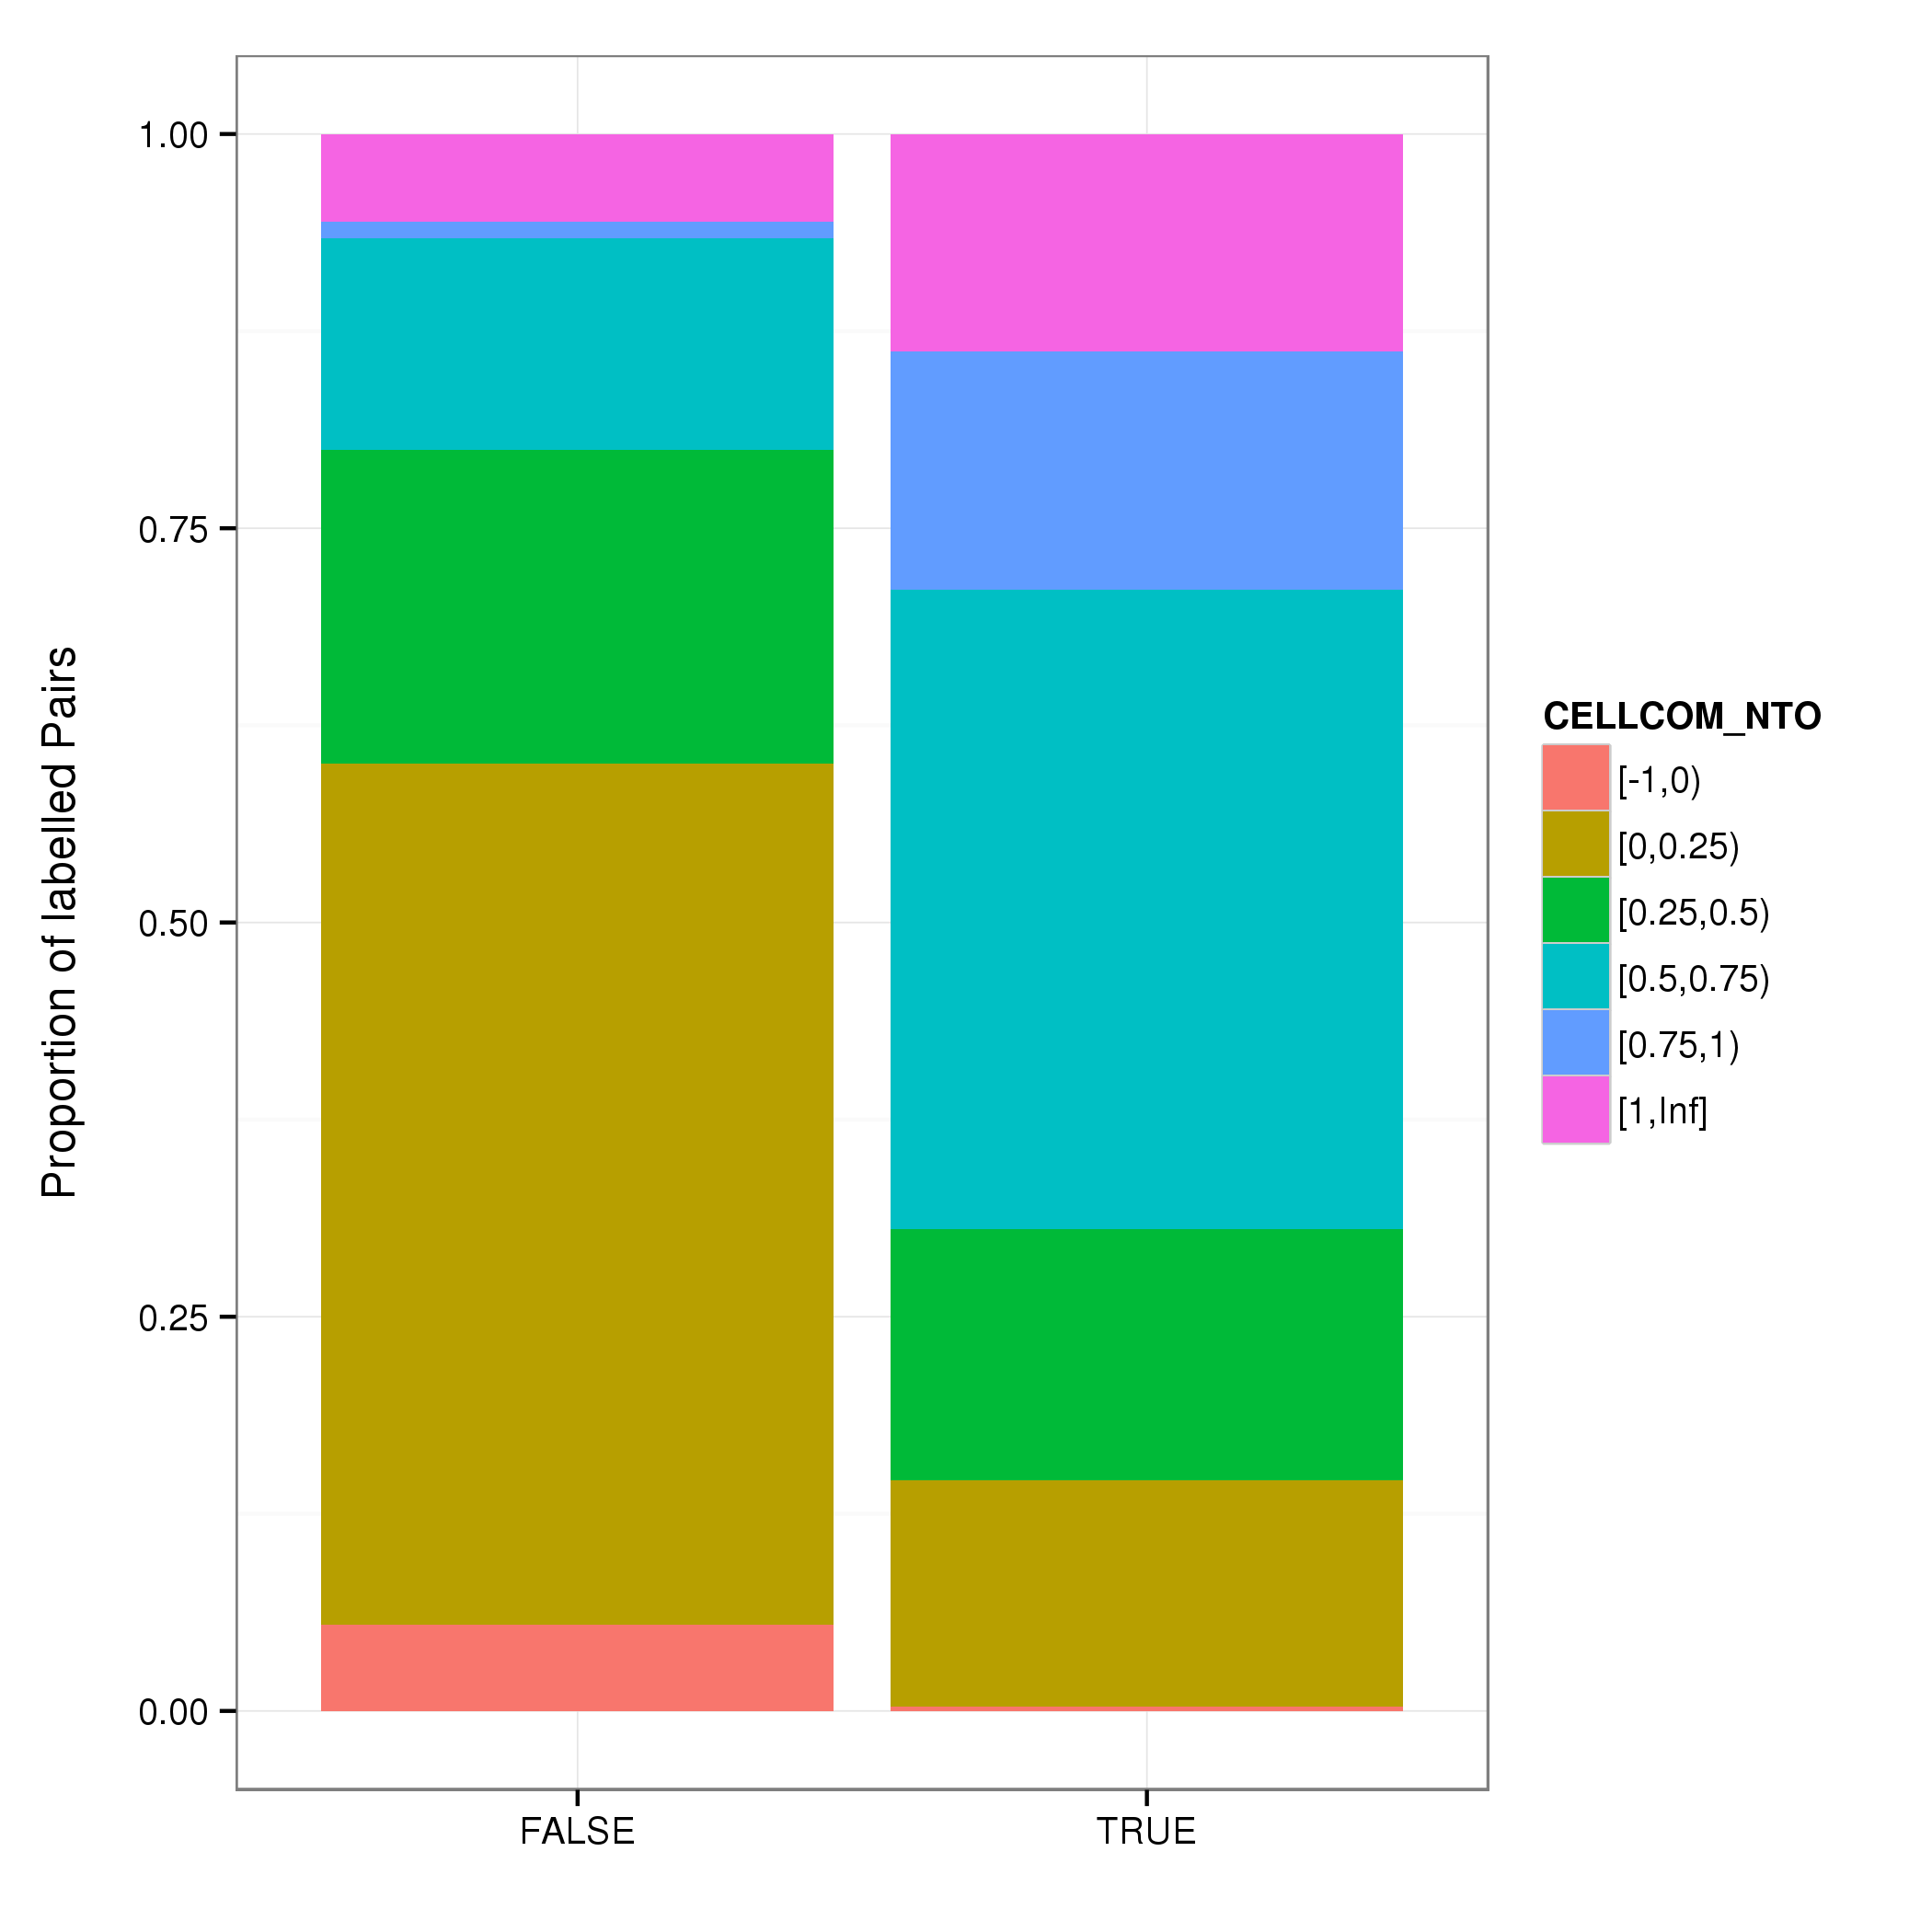 1.00
0.75
0.50
0.25
0.00
Proportion of labelled Pairs
FALSE
TRUE
CELLCOM_NTO
[-1,0)
[0,0.25)
[0.25,0.5)
[0.5,0.75)
[0.75,1)
[1,Inf]